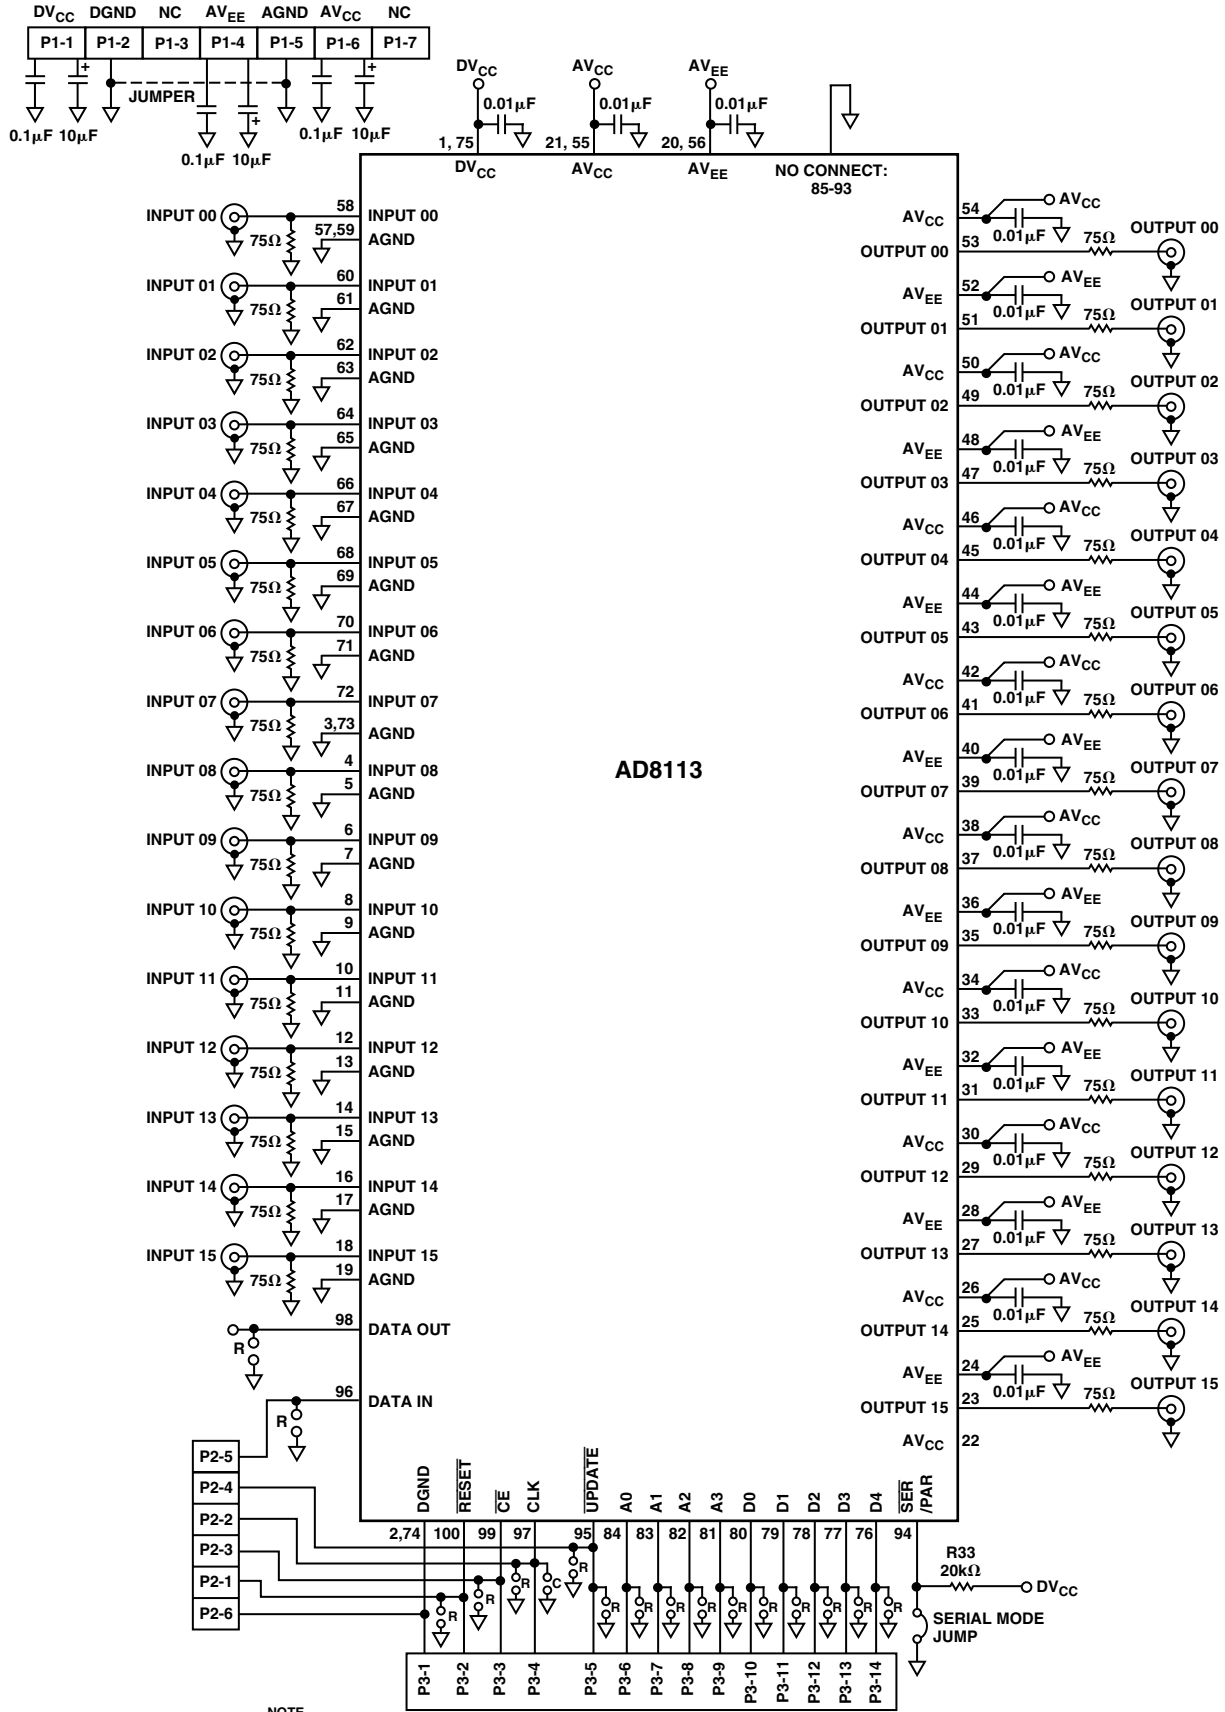 DVCC DGND NC AVEE AGND AVCC NC
P1-1 P1-2 P1-3 P1-4 P1-5 P1-6 P1-7
JUMPER
0.1µF 10µF
0.1µF 10µF
0.1µF 10µF
DVCC AVCC AVEE
0.01µF 0.01µF 0.01µF
1, 75 21, 55 20, 56
DVCC AVCC AVEE
NO CONNECT:
85-93
INPUT 00 75Ω 58 INPUT 00
57,59 AGND
INPUT 01 75Ω 60 INPUT 01
61 AGND
INPUT 02 75Ω 62 INPUT 02
63 AGND
INPUT 03 75Ω 64 INPUT 03
65 AGND
INPUT 04 75Ω 66 INPUT 04
67 AGND
INPUT 05 75Ω 68 INPUT 05
69 AGND
INPUT 06 75Ω 70 INPUT 06
71 AGND
INPUT 07 75Ω 72 INPUT 07
3,73 AGND
INPUT 08 75Ω 4 INPUT 08
5 AGND
INPUT 09 75Ω 6 INPUT 09
7 AGND
INPUT 10 75Ω 8 INPUT 10
9 AGND
INPUT 11 75Ω 10 INPUT 11
11 AGND
INPUT 12 75Ω 12 INPUT 12
13 AGND
INPUT 13 75Ω 14 INPUT 13
15 AGND
INPUT 14 75Ω 16 INPUT 14
17 AGND
INPUT 15 75Ω 18 INPUT 15
19 AGND
R 98 DATA OUT
R 96 DATA IN
AD8113
AVCC 54 0.01µF AVCC
OUTPUT 00 53 75Ω OUTPUT 00
AVEE 52 0.01µF AVEE
OUTPUT 01 51 75Ω OUTPUT 01
AVCC 50 0.01µF AVCC
OUTPUT 02 49 75Ω OUTPUT 02
AVEE 48 0.01µF AVEE
OUTPUT 03 47 75Ω OUTPUT 03
AVCC 46 0.01µF AVCC
OUTPUT 04 45 75Ω OUTPUT 04
AVEE 44 0.01µF AVEE
OUTPUT 05 43 75Ω OUTPUT 05
AVCC 42 0.01µF AVCC
OUTPUT 06 41 75Ω OUTPUT 06
AVEE 40 0.01µF AVEE
OUTPUT 07 39 75Ω OUTPUT 07
AVCC 38 0.01µF AVCC
OUTPUT 08 37 75Ω OUTPUT 08
AVEE 36 0.01µF AVEE
OUTPUT 09 35 75Ω OUTPUT 09
AVCC 34 0.01µF AVCC
OUTPUT 10 33 75Ω OUTPUT 10
AVEE 32 0.01µF AVEE
OUTPUT 11 31 75Ω OUTPUT 11
AVCC 30 0.01µF AVCC
OUTPUT 12 29 75Ω OUTPUT 12
AVEE 28 0.01µF AVEE
OUTPUT 13 27 75Ω OUTPUT 13
AVCC 26 0.01µF AVCC
OUTPUT 14 25 75Ω OUTPUT 14
AVEE 24 0.01µF AVEE
OUTPUT 15 23 75Ω OUTPUT 15
AVCC 22
P2-5
P2-4
P2-2
P2-3
P2-1
P2-6
DGND RESET CE CLK UPDATE A0 A1 A2 A3 D0 D1 D2 D3 D4 SER /PAR
2,74 100 99 97 95 84 83 82 81 80 79 78 77 76 94
R R R C R
R R R R R R R R R R
R33
20kΩ
DVCC
SERIAL MODE
JUMP
P3-1 P3-2 P3-3 P3-4 P3-5 P3-6 P3-7 P3-8 P3-9 P3-10 P3-11 P3-12 P3-13 P3-14
NOTE